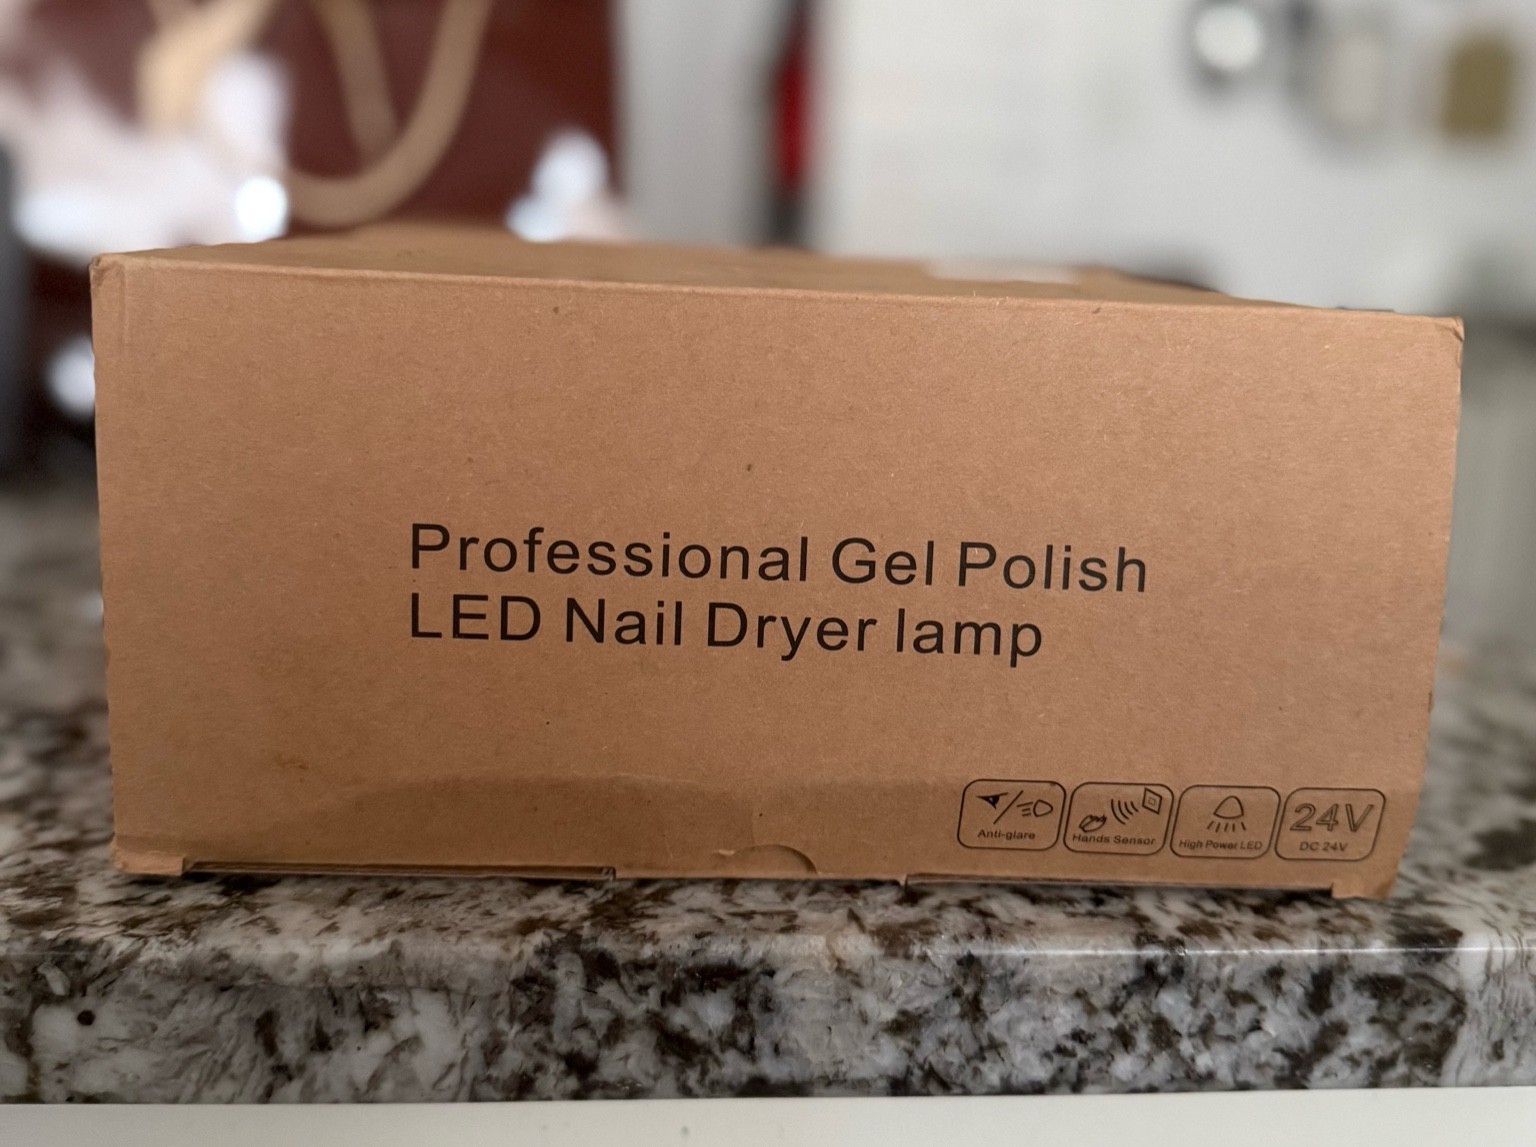 Professional Gel Polish
LED Nail Dryer lamp
Anti-glare
Hands Sensor
High Power LED
24V
DC 24V